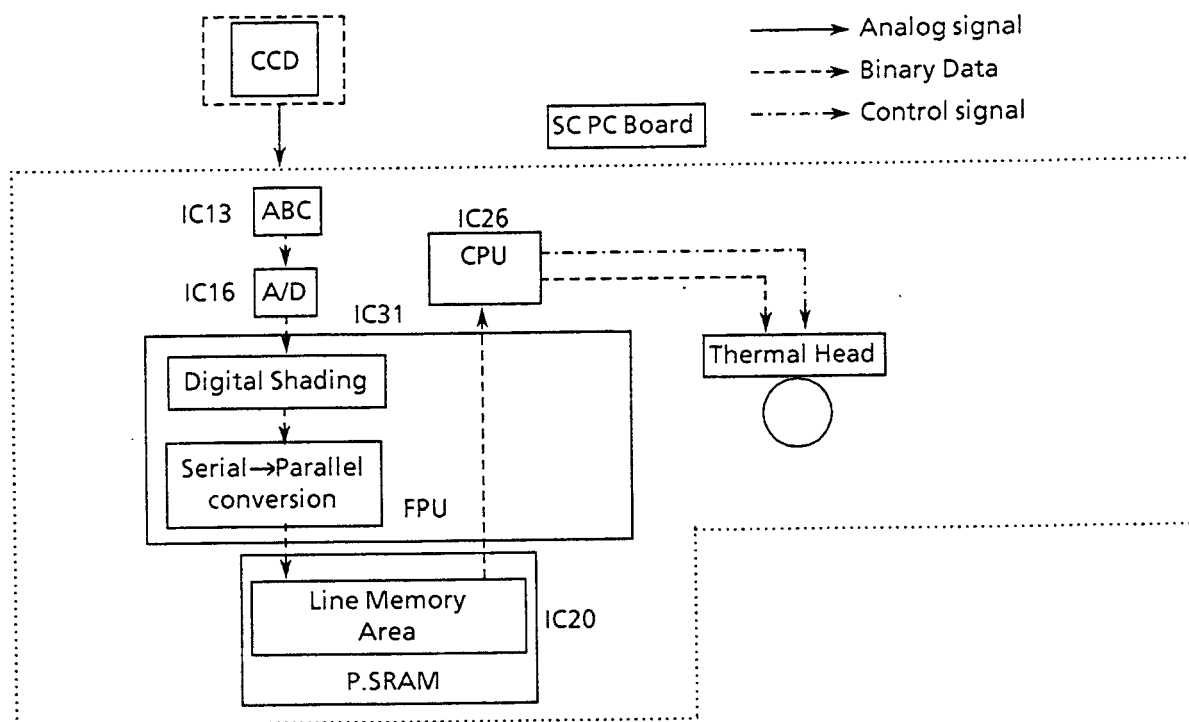 CCD
Analog signal
Binary Data
Control signal
SC PC Board
IC13
ABC
IC26
CPU
IC16
A/D
IC31
Thermal Head
Digital Shading
Serial→Parallel
conversion
FPU
Line Memory
Area
IC20
P.SRAM